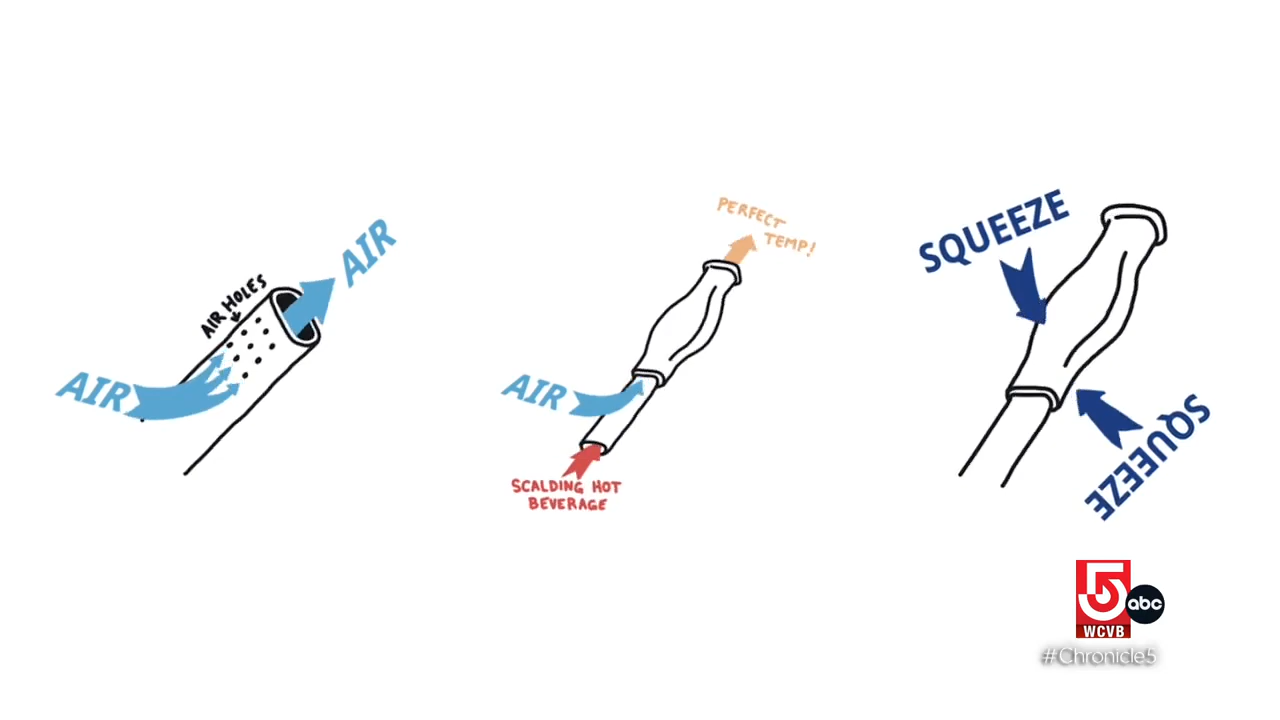 AIR
AIR HOLES
AIR
PERFECT
TEMP!
AIR
SCALDING HOT
BEVERAGE
SQUEEZE
SQUEEZE
5
abc
WCVB
#Chronicle5